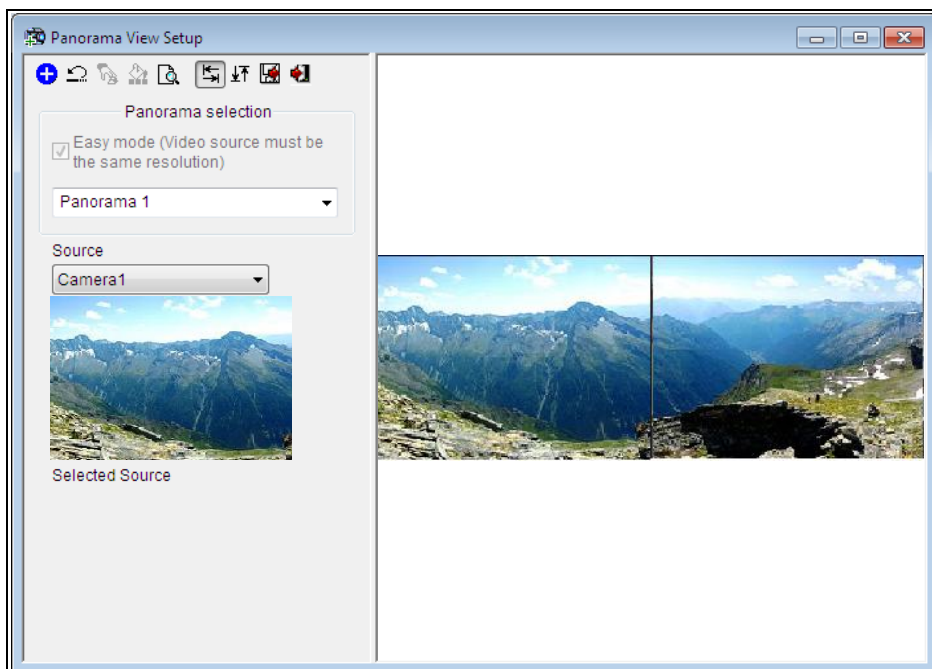 Panorama View Setup
Panorama selection
Easy mode (Video source must be
the same resolution)
Panorama 1
Source
Camera1
Selected Source